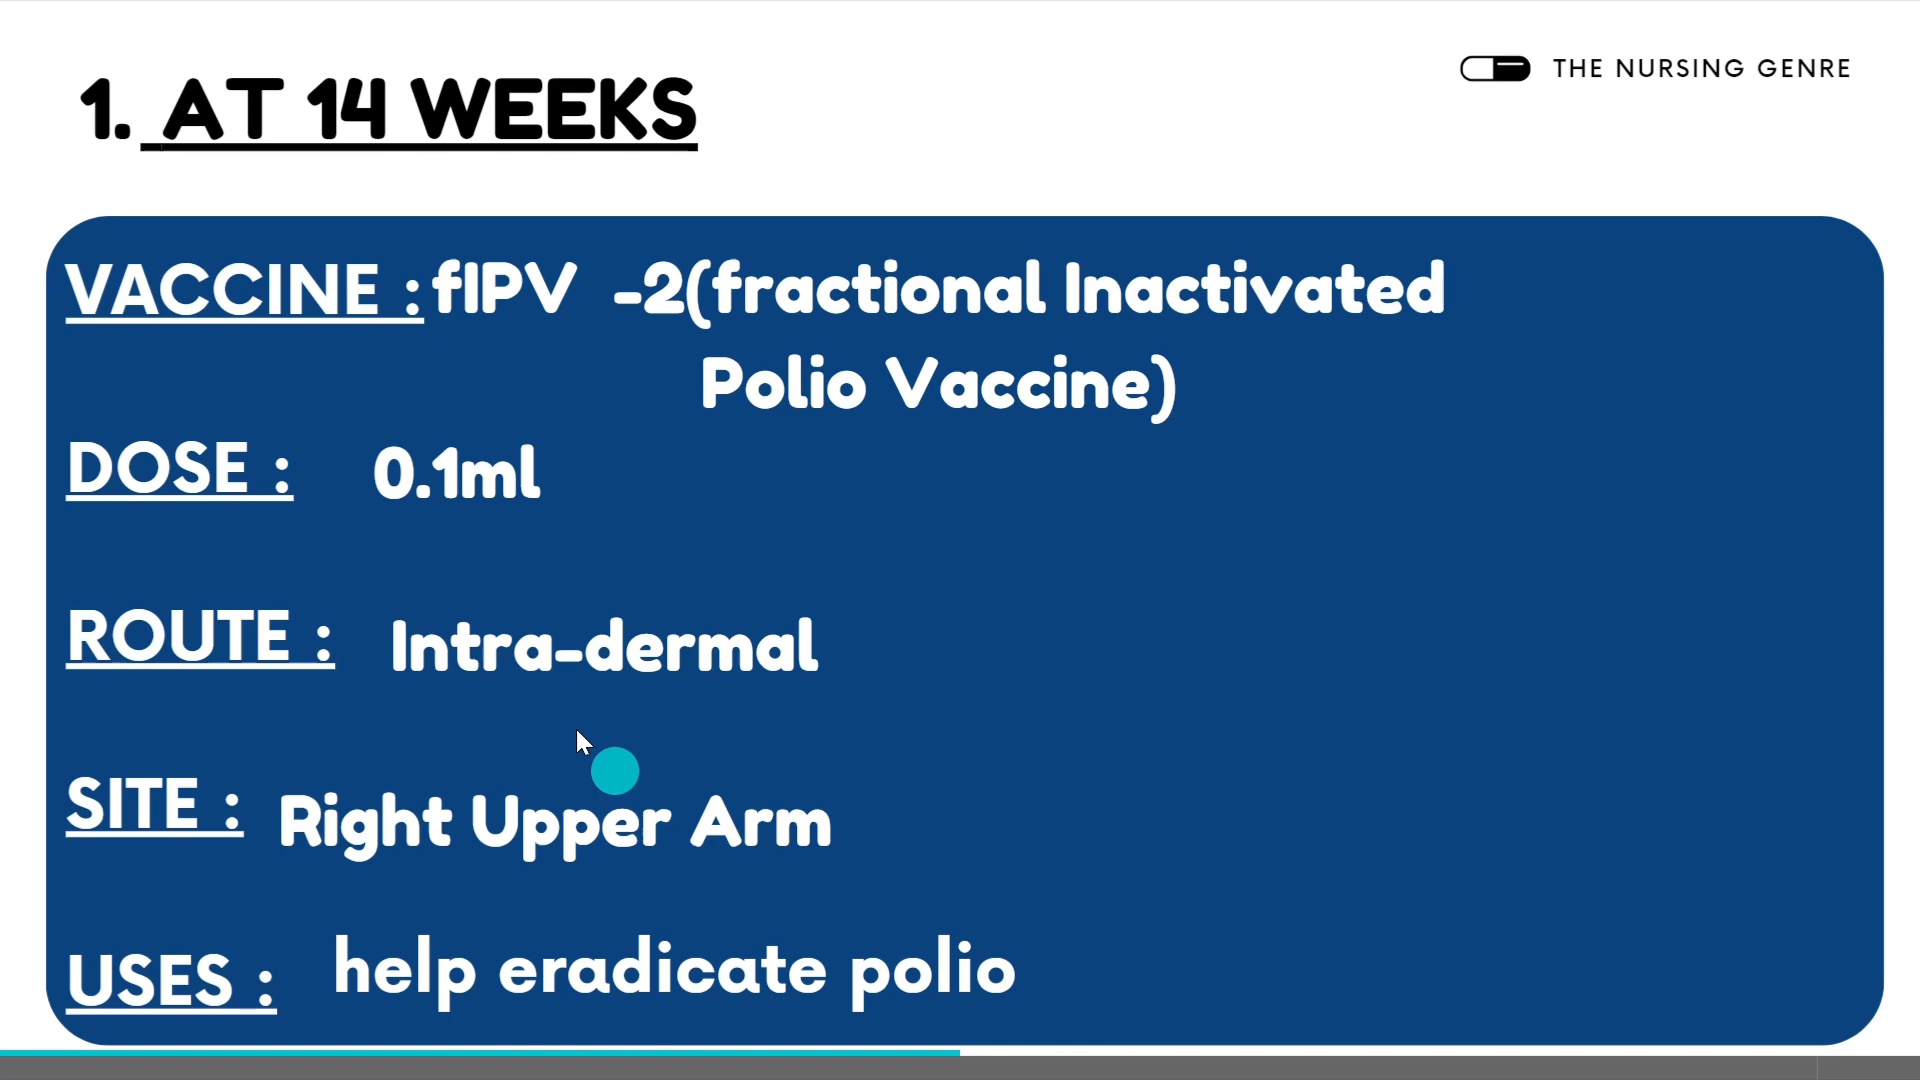 THE NURSING GENRE
1. AT 14 WEEKS
VACCINE : fIPV -2(fractional Inactivated
Polio Vaccine)
DOSE : 0.1ml
ROUTE : Intra-dermal
SITE : Right Upper Arm
USES : help eradicate polio